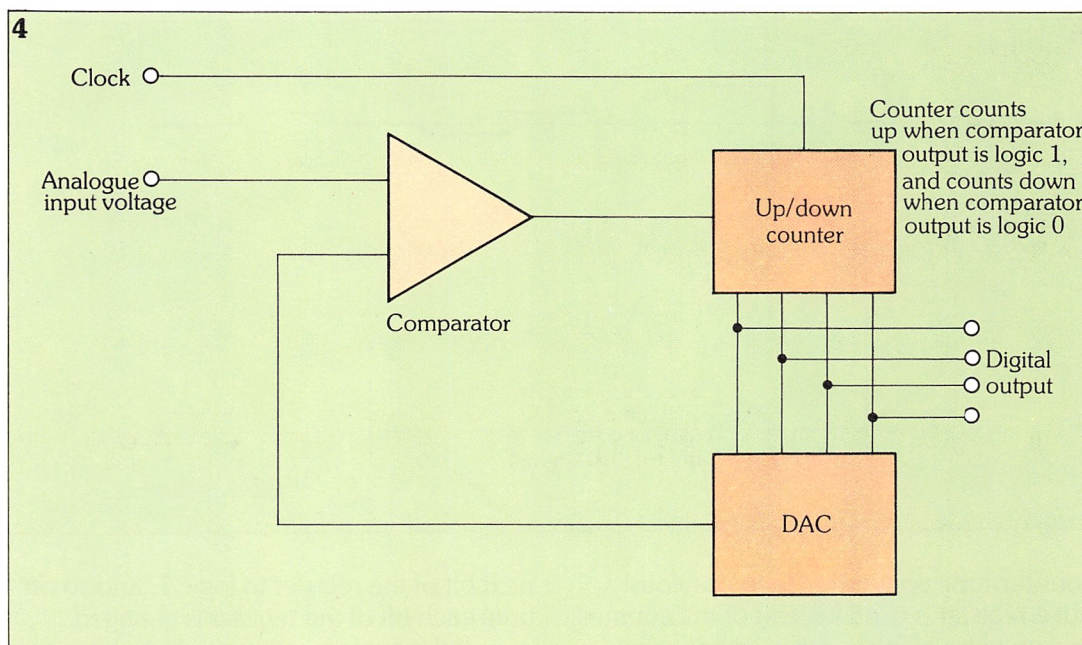 4
Clock
Analogue
input voltage
Comparator
Counter counts
up when comparator
output is logic 1,
and counts down
when comparator
output is logic 0
Up/down
counter
Digital
output
DAC